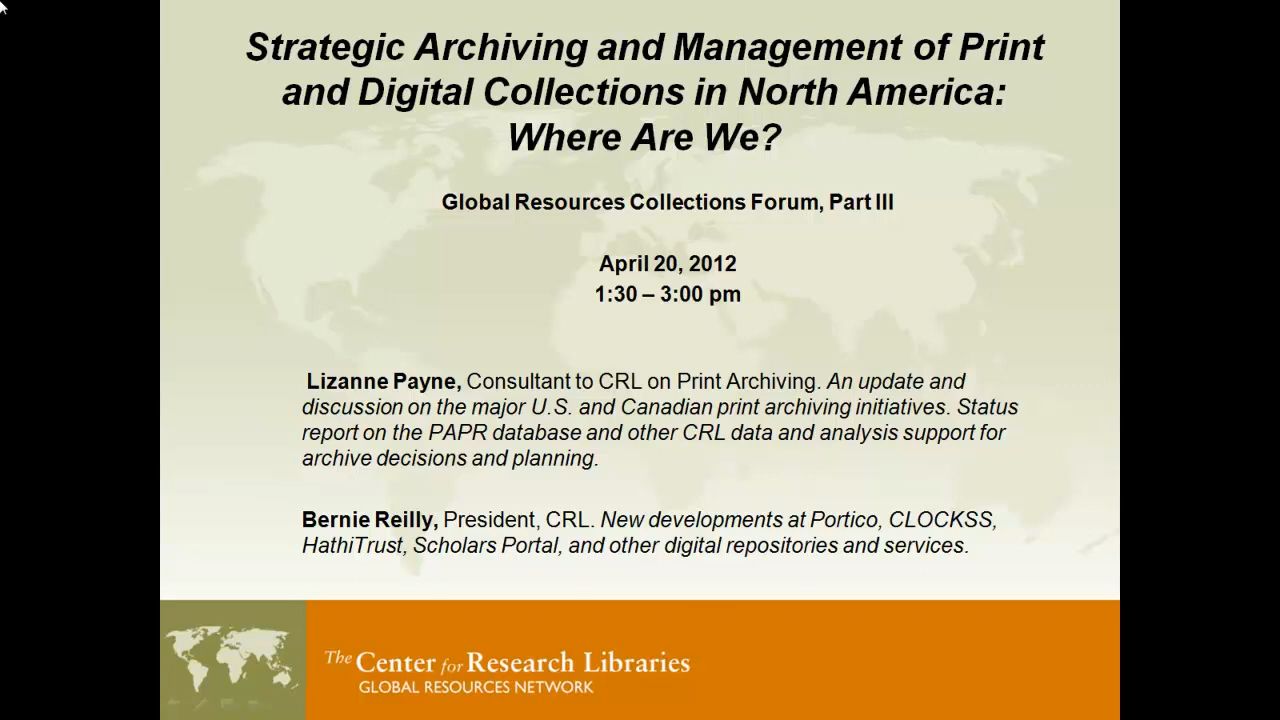 Strategic Archiving and Management of Print
and Digital Collections in North America:
Where Are We?
Global Resources Collections Forum, Part III
April 20, 2012
1:30 – 3:00 pm
Lizanne Payne, Consultant to CRL on Print Archiving. An update and
discussion on the major U.S. and Canadian print archiving initiatives. Status
report on the PAPR database and other CRL data and analysis support for
archive decisions and planning.
Bernie Reilly, President, CRL. New developments at Portico, CLOCKSS,
HathiTrust, Scholars Portal, and other digital repositories and services.
The Center for Research Libraries
GLOBAL RESOURCES NETWORK